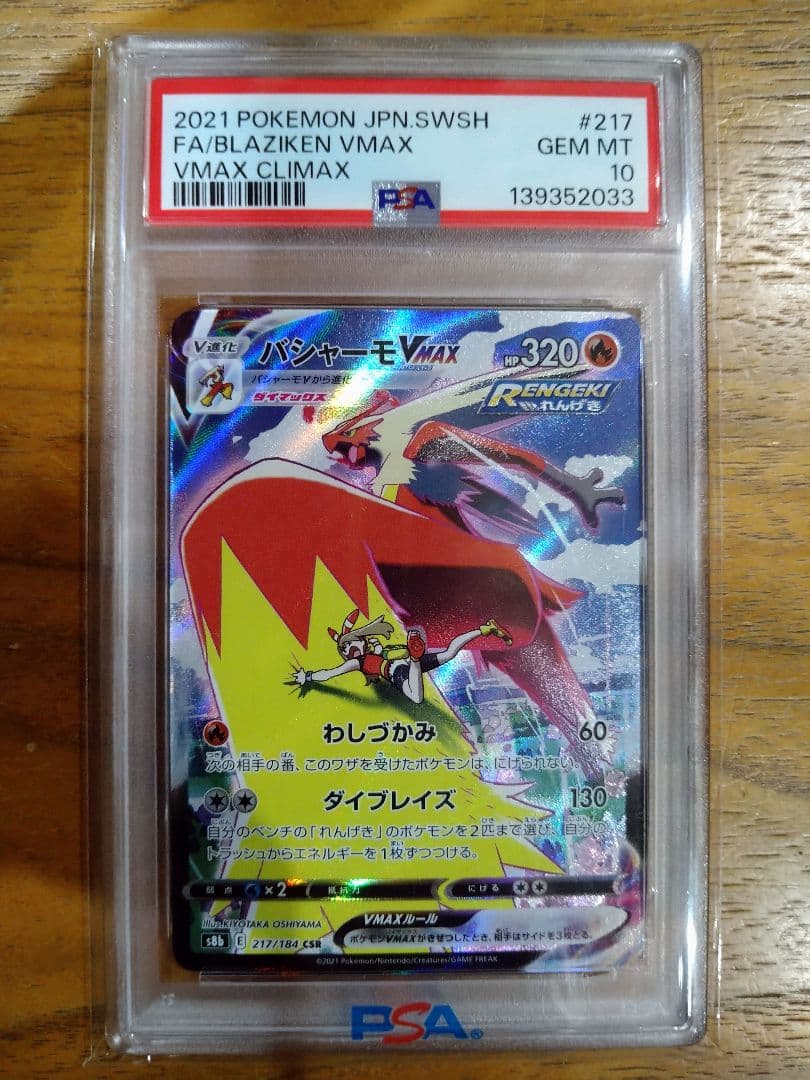 2021 POKEMON JPN.SWSH #217
FA/BLAZIKEN VMAX GEM MT
VMAX CLIMAX 10
PSA 139352033
V進化 バシャーモVMAX HP320
バシャーモVから進化
ダイマックス
RENGEKI
れんげき
わしづかみ 60
次の相手の番、このワザを受けたポケモンは、にげられない。
ダイブレイズ 130
自分のベンチの「れんげき」のポケモンを2匹まで選び、自分の
トラッシュからエネルギーを1枚ずつつける。
弱点 ×2 抵抗力 にげる
Illus.KIYOTAKA OSHIYAMA
VMAXルール
s8b E 217/184 CSR
ポケモンVMAXがきぜつしたとき、相手はサイドを3枚とる。
©2021 Pokémon/Nintendo/Creatures/GAME FREAK.
PSA®